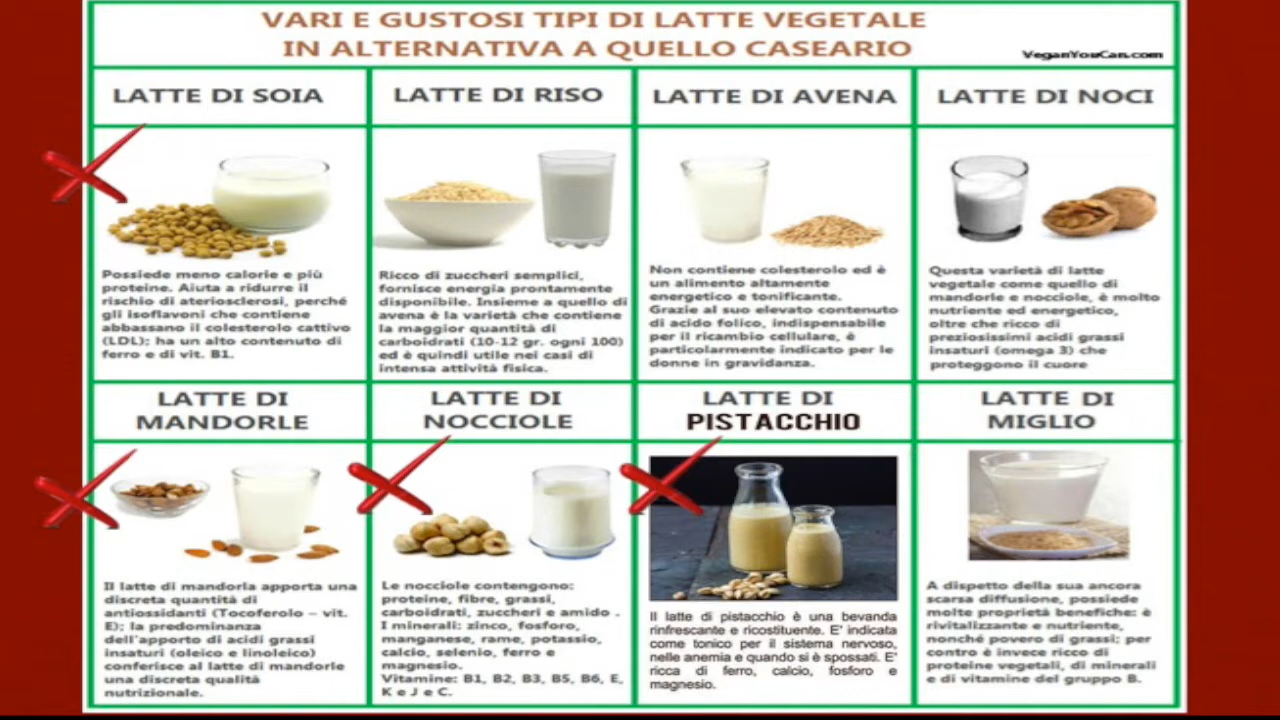 VARI E GUSTOSI TIPI DI LATTE VEGETALE
IN ALTERNATIVA A QUELLO CASEARIO
VeganYouCan.com
LATTE DI SOIA
LATTE DI RISO
LATTE DI AVENA
LATTE DI NOCI
Possiede meno calorie e più
proteine. Aiuta a ridurre il
rischio di ateriosclerosi, perché
gli isoflavoni che contiene
abbassano il colesterolo cattivo
(LDL); ha un alto contenuto di
ferro e di vit. B1.
Ricco di zuccheri semplici,
fornisce energia prontamente
disponibile. Insieme a quello di
avena è la varietà che contiene
la maggior quantità di
carboidrati (10-12 gr. ogni 100)
ed è quindi utile nei casi di
intensa attività fisica.
Non contiene colesterolo ed è
un alimento altamente
energetico e tonificante.
Grazie al suo elevato contenuto
di acido folico, indispensabile
per il ricambio cellulare, è
particolarmente indicato per le
donne in gravidanza.
Questa varietà di latte
vegetale come quello di
mandorle e nocciole, è molto
nutriente ed energetico,
oltre che ricco di
preziosissimi acidi grassi
insaturi (omega 3) che
proteggono il cuore
LATTE DI
MANDORLE
LATTE DI
NOCCIOLE
LATTE DI
PISTACCHIO
LATTE DI
MIGLIO
Il latte di mandorla apporta una
discreta quantità di
antiossidanti (Tocoferolo – vit.
E); la predominanza
dell'apporto di acidi grassi
insaturi (oleico e linoleico)
conferisce al latte di mandorle
una discreta qualità
nutrizionale.
Le nocciole contengono:
proteine, fibre, grassi,
carboidrati, zuccheri e amido .
I minerali: zinco, fosforo,
manganese, rame, potassio,
calcio, selenio, ferro e
magnesio.
Vitamine: B1, B2, B3, B5, B6, E,
K e J e C.
Il latte di pistacchio è una bevanda
rinfrescante e ricostituente. E' indicata
come tonico per il sistema nervoso,
nelle anemia e quando si è spossati. E'
ricca di ferro, calcio, fosforo e
magnesio.
A dispetto della sua ancora
scarsa diffusione, possiede
molte proprietà benefiche: è
rivitalizzante e nutriente,
nonché povero di grassi; per
contro è invece ricco di
proteine vegetali, di minerali
e di vitamine del gruppo B.